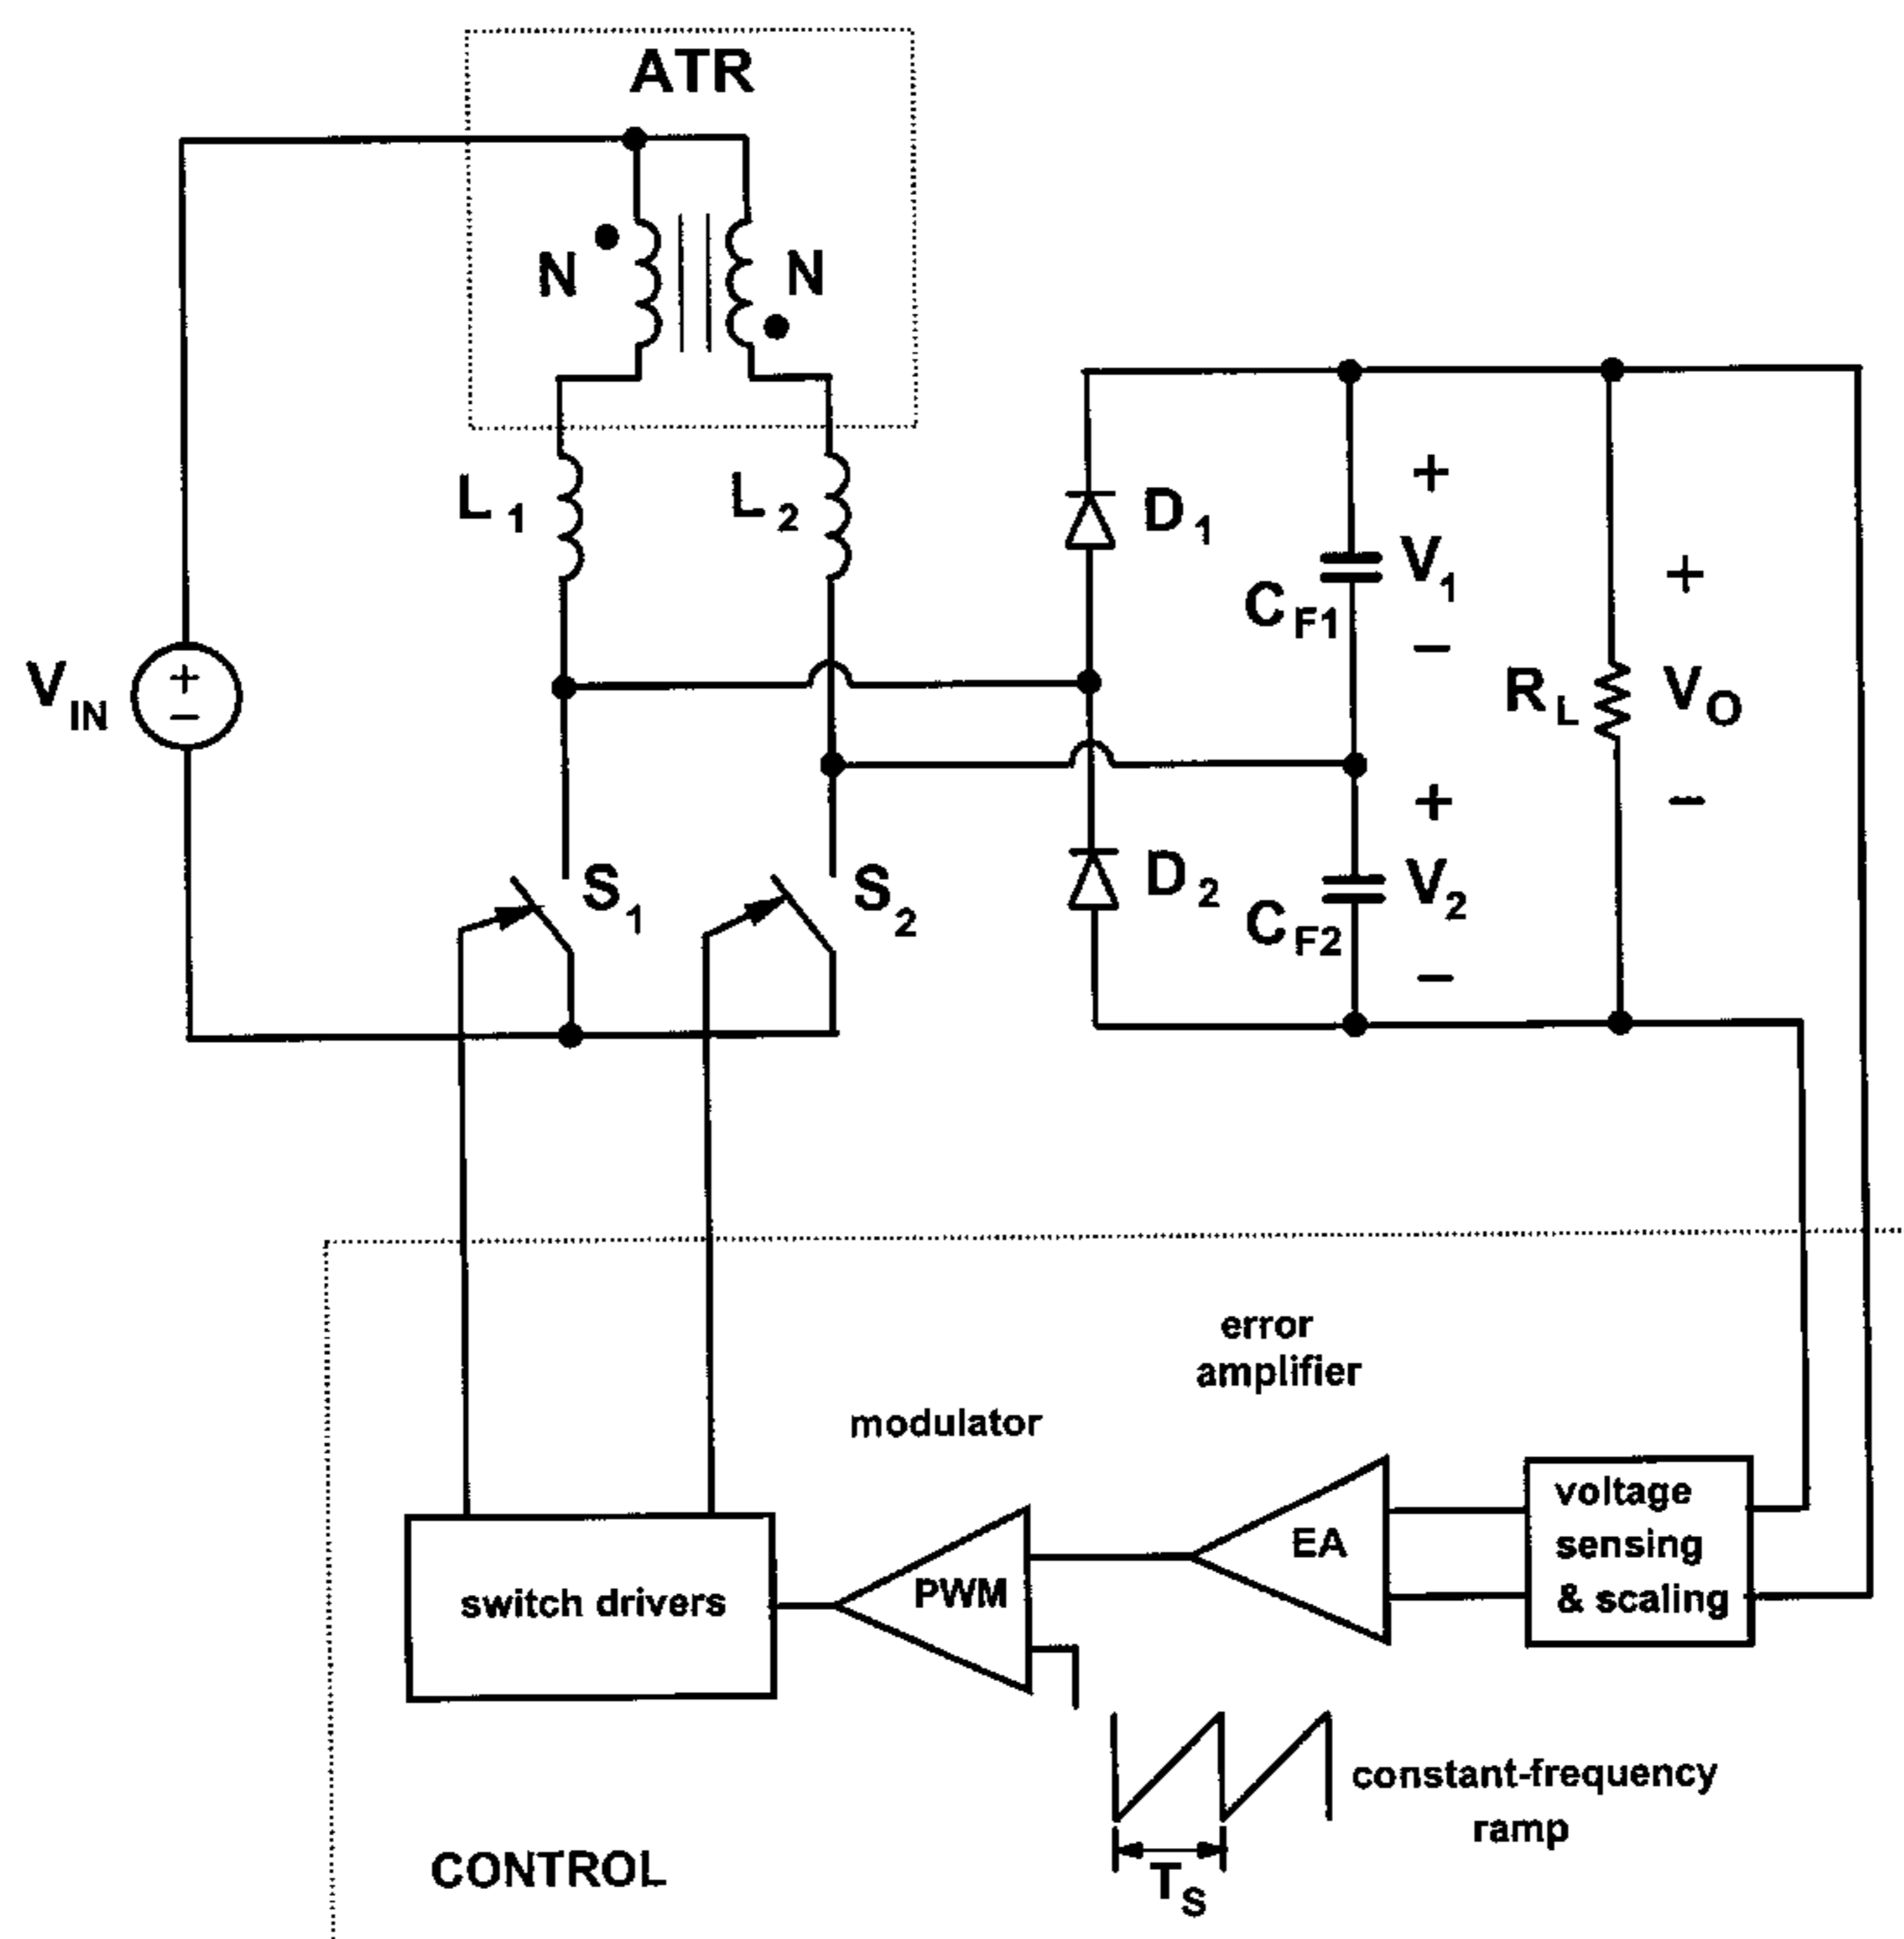 ATR
N
N
L1
L2
D1
CF1
+
V1
−
RL
+
VO
−
VIN
+
−
S1
S2
D2
CF2
+
V2
−
error
amplifier
modulator
voltage
sensing
& scaling
EA
PWM
switch drivers
constant-frequency
ramp
TS
CONTROL